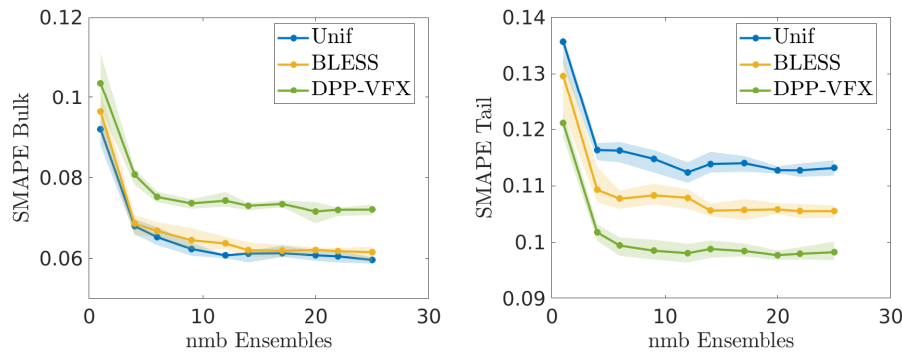 0.12
0.1
0.08
0.06
SMAPE Bulk
0
10
20
30
nmb Ensembles
Unif
BLESS
DPP-VFX
0.14
0.13
0.12
0.11
0.1
0.09
SMAPE Tail
0
10
20
30
nmb Ensembles
Unif
BLESS
DPP-VFX